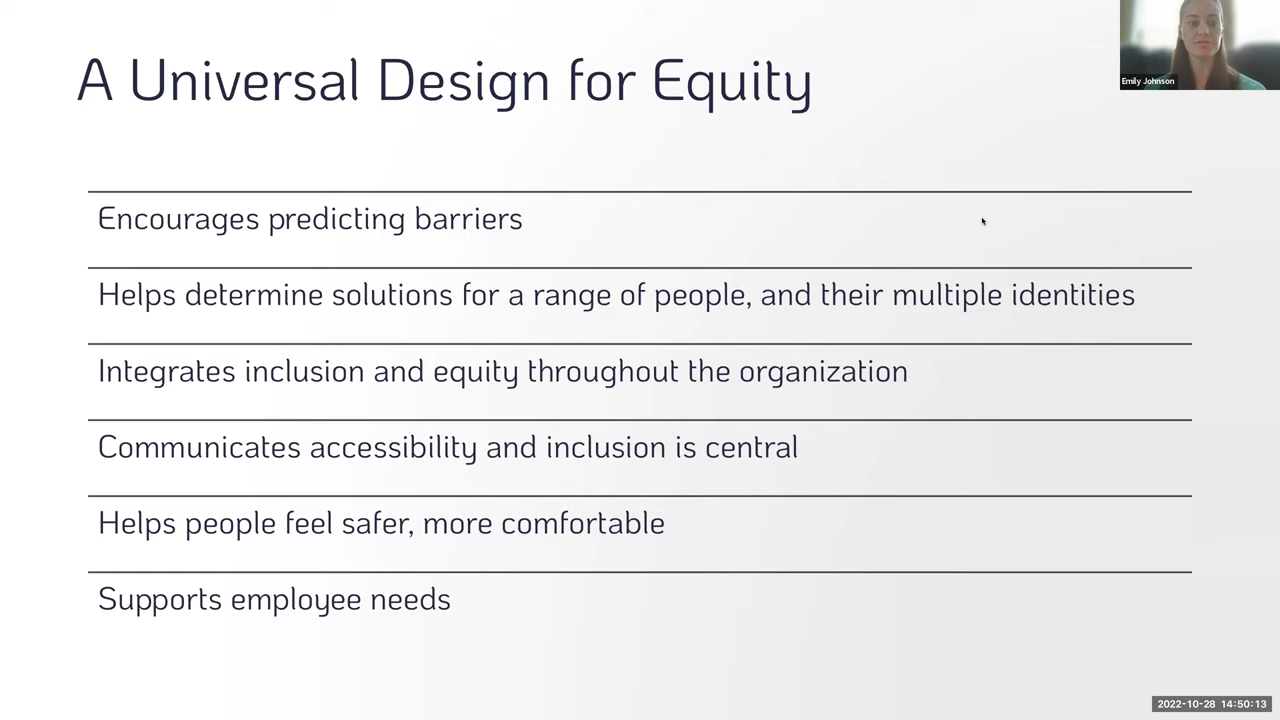 A Universal Design for Equity
Emily Johnson
Encourages predicting barriers
Helps determine solutions for a range of people, and their multiple identities
Integrates inclusion and equity throughout the organization
Communicates accessibility and inclusion is central
Helps people feel safer, more comfortable
Supports employee needs
2022-10-28 14:50:13